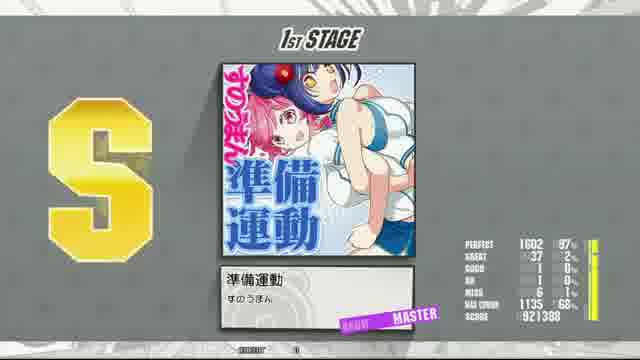 1ST STAGE
S
すのうまん
準備
運動
準備運動
すのうまん
MASTER
PERFECT 1602 97%
GREAT 37 2%
GOOD 1 0%
BAD 1 0%
MISS 6 1%
MAX COMBO 1135 68%
SCORE 921388